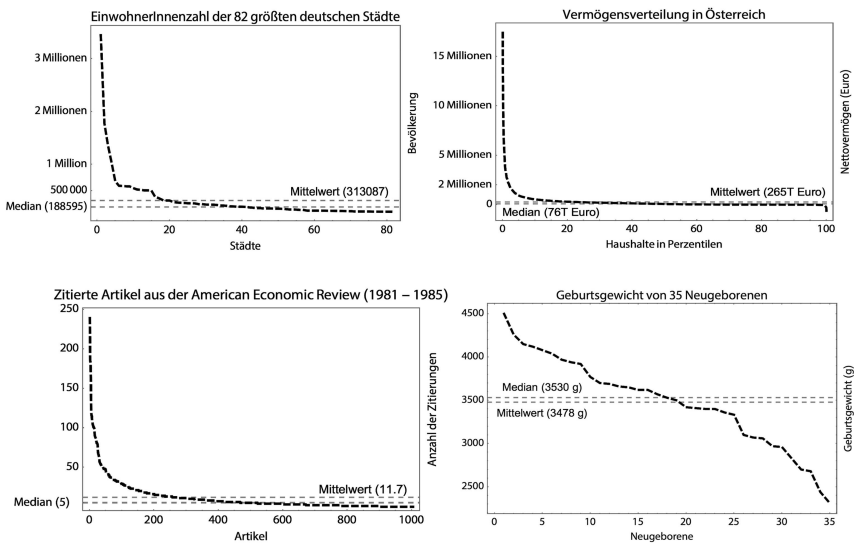 EinwohnerInnenzahl der 82 größten deutschen Städte
3 Millionen
2 Millionen
1 Million
500 000
Median (188595)
Mittelwert (313087)
0
20
40
60
80
Städte
Bevölkerung
Vermögensverteilung in Österreich
15 Millionen
10 Millionen
5 Millionen
2 Millionen
0
Mittelwert (265T Euro)
Median (76T Euro)
0
20
40
60
80
100
Haushalte in Perzentilen
Nettovermögen (Euro)
Zitierte Artikel aus der American Economic Review (1981 – 1985)
250
200
150
100
50
Median (5)
Mittelwert (11.7)
0
200
400
600
800
1000
Artikel
Anzahl der Zitierungen
Geburtsgewicht von 35 Neugeborenen
4500
4000
3500
3000
2500
Median (3530 g)
Mittelwert (3478 g)
0
5
10
15
20
25
30
35
Neugeborene
Geburtsgewicht (g)